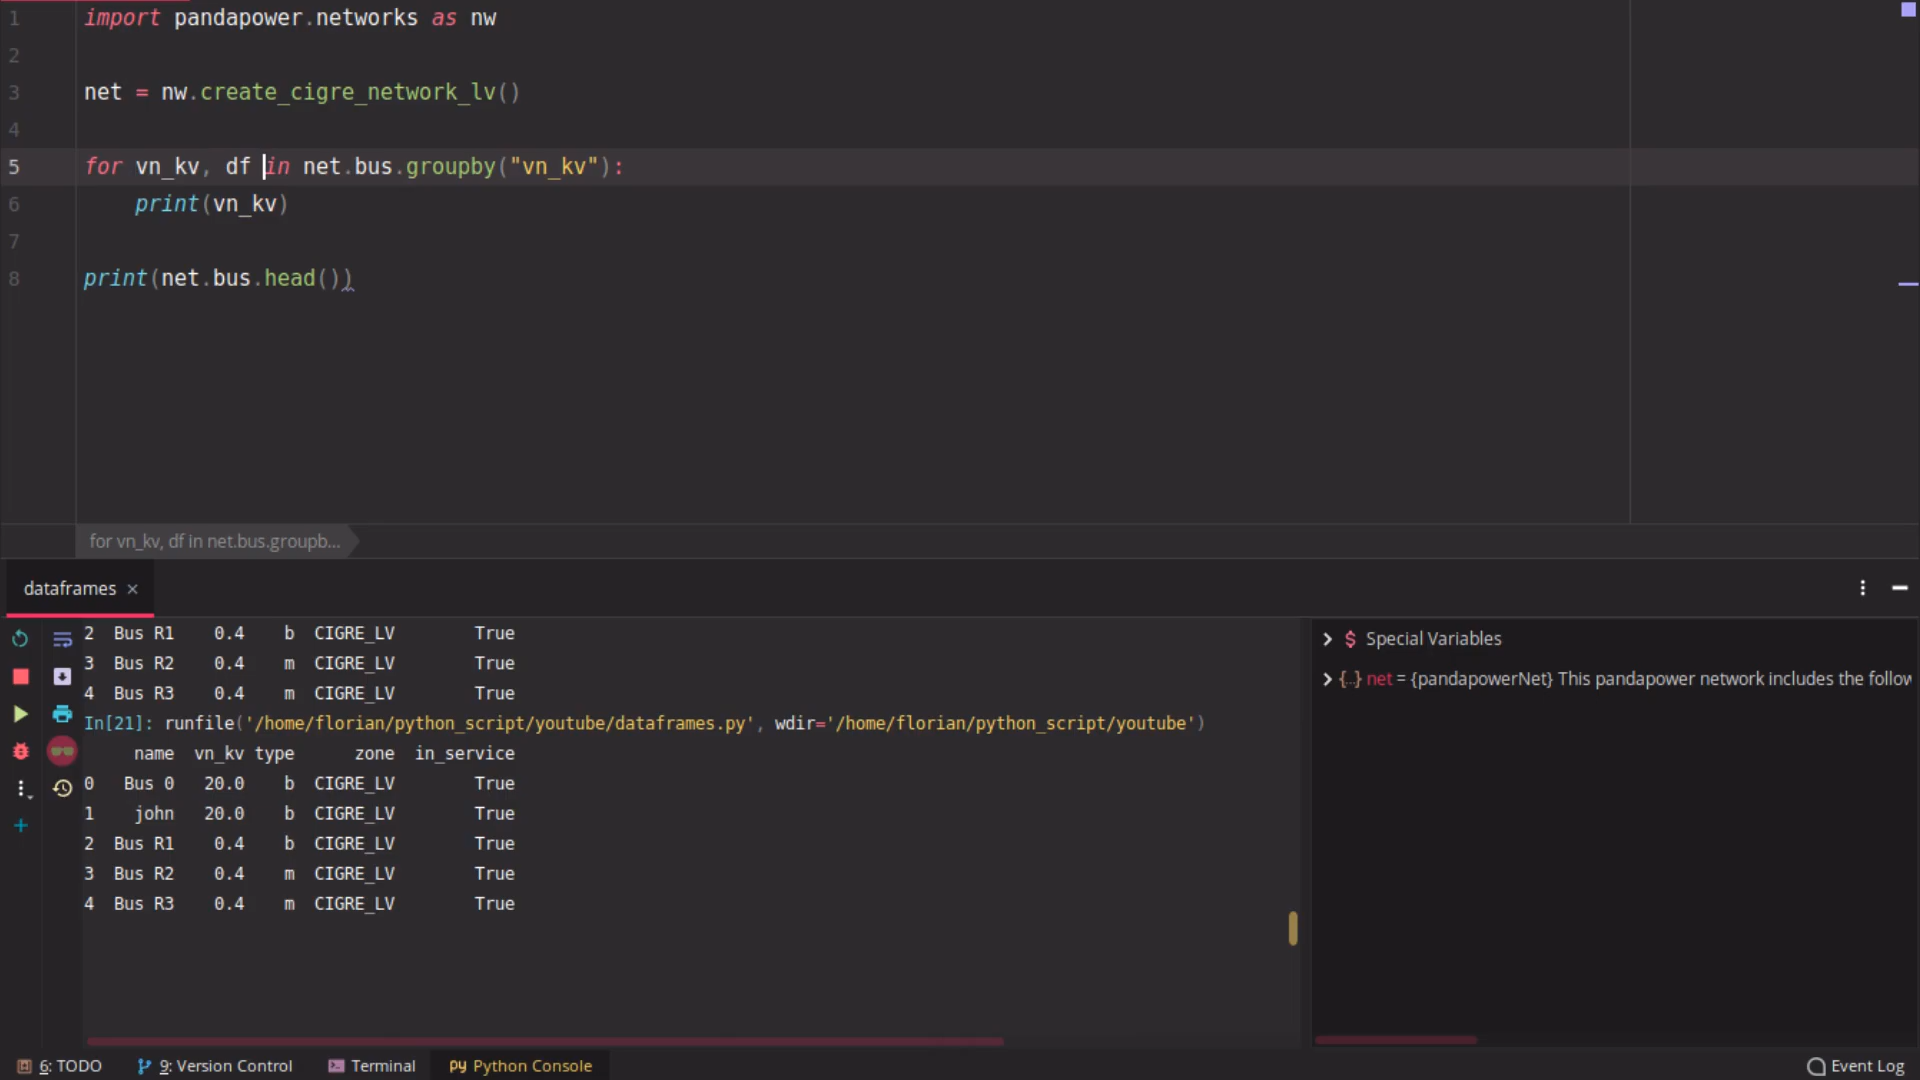 1 import pandapower.networks as nw
2
3 net = nw.create_cigre_network_lv()
4
5 for vn_kv, df in net.bus.groupby("vn_kv"):
6     print(vn_kv)
7
8 print(net.bus.head())
for vn_kv, df in net.bus.groupb...
dataframes ×
2  Bus R1    0.4    b  CIGRE_LV        True
3  Bus R2    0.4    m  CIGRE_LV        True
4  Bus R3    0.4    m  CIGRE_LV        True
In[21]: runfile('/home/florian/python_script/youtube/dataframes.py', wdir='/home/florian/python_script/youtube')
     name  vn_kv type      zone  in_service
0   Bus 0   20.0    b  CIGRE_LV        True
1    john   20.0    b  CIGRE_LV        True
2  Bus R1    0.4    b  CIGRE_LV        True
3  Bus R2    0.4    m  CIGRE_LV        True
4  Bus R3    0.4    m  CIGRE_LV        True
Special Variables
{..} net = {pandapowerNet} This pandapower network includes the follow
6: TODO 9: Version Control Terminal Python Console Event Log